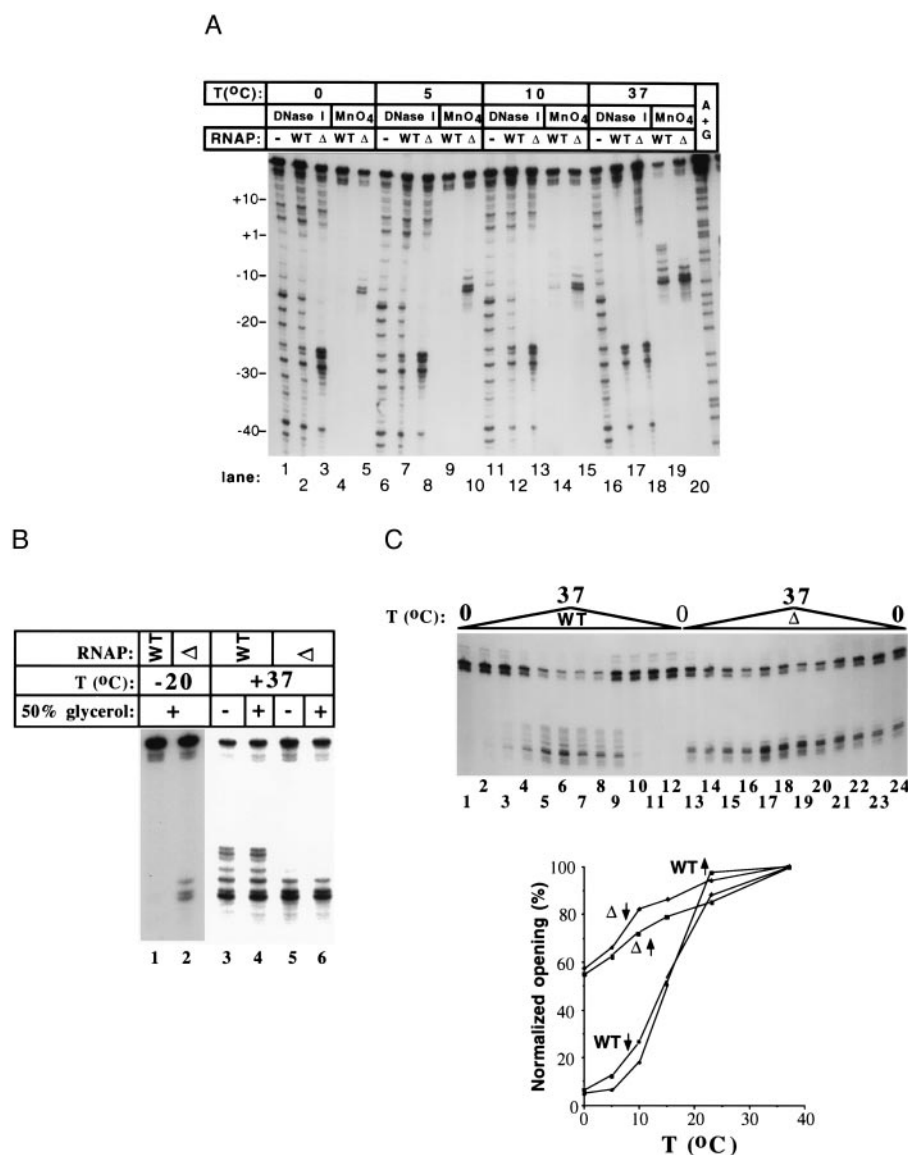 A
T(ºC): 0 5 10 37 A + G
DNase I MnO4 DNase I MnO4 DNase I MnO4 DNase I MnO4
RNAP: - WT Δ WT Δ - WT Δ WT Δ - WT Δ WT Δ - WT Δ WT Δ
+10
+1
-10
-20
-30
-40
lane: 1 2 3 4 5 6 7 8 9 10 11 12 13 14 15 16 17 18 19 20
B
RNAP: WT Δ WT Δ
T (ºC): -20 +37
50% glycerol: + - + - +
1 2 3 4 5 6
C
37 37
T (ºC): 0 WT 0 Δ 0
1 2 3 4 5 6 7 8 9 10 11 12 13 14 15 16 17 18 19 20 21 22 23 24
Normalized opening (%)
100
80
60
40
20
0
WT
Δ
Δ
WT
0 10 20 30 40
T (ºC)